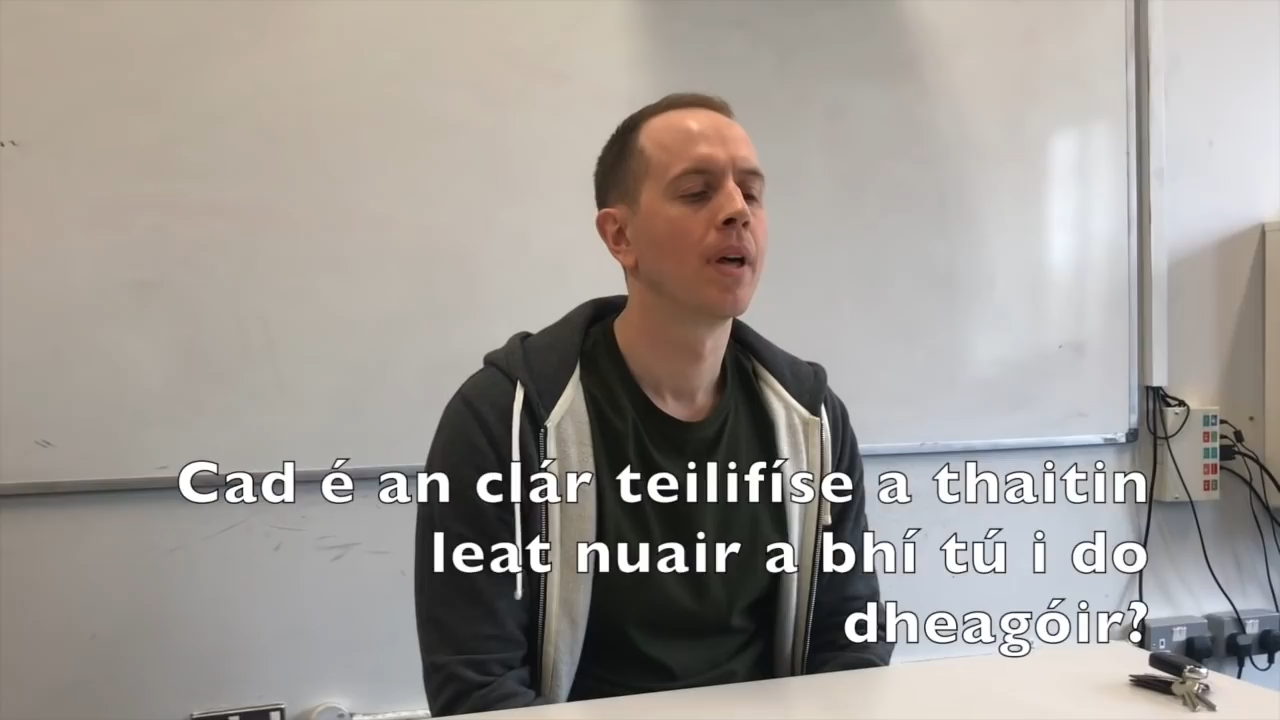 Cad é an clár teilifíse a thaitin
leat nuair a bhí tú i do
dheagóir?